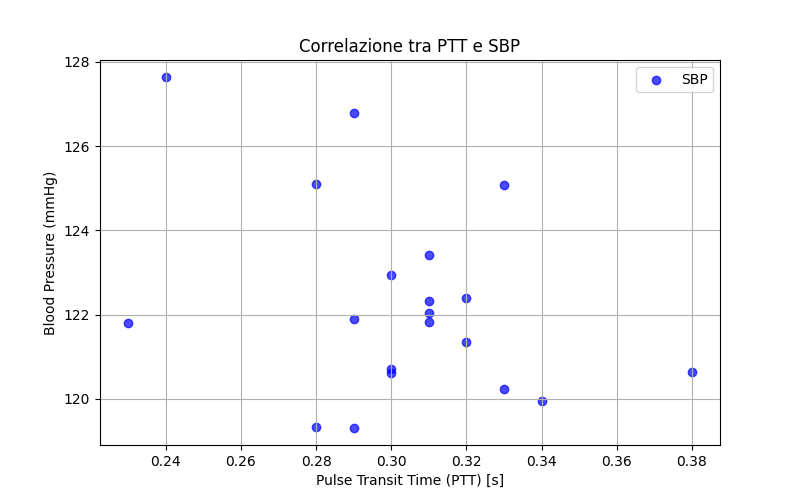 Correlazione tra PTT e SBP
SBP
128
126
124
122
120
Blood Pressure (mmHg)
0.24 0.26 0.28 0.30 0.32 0.34 0.36 0.38
Pulse Transit Time (PTT) [s]